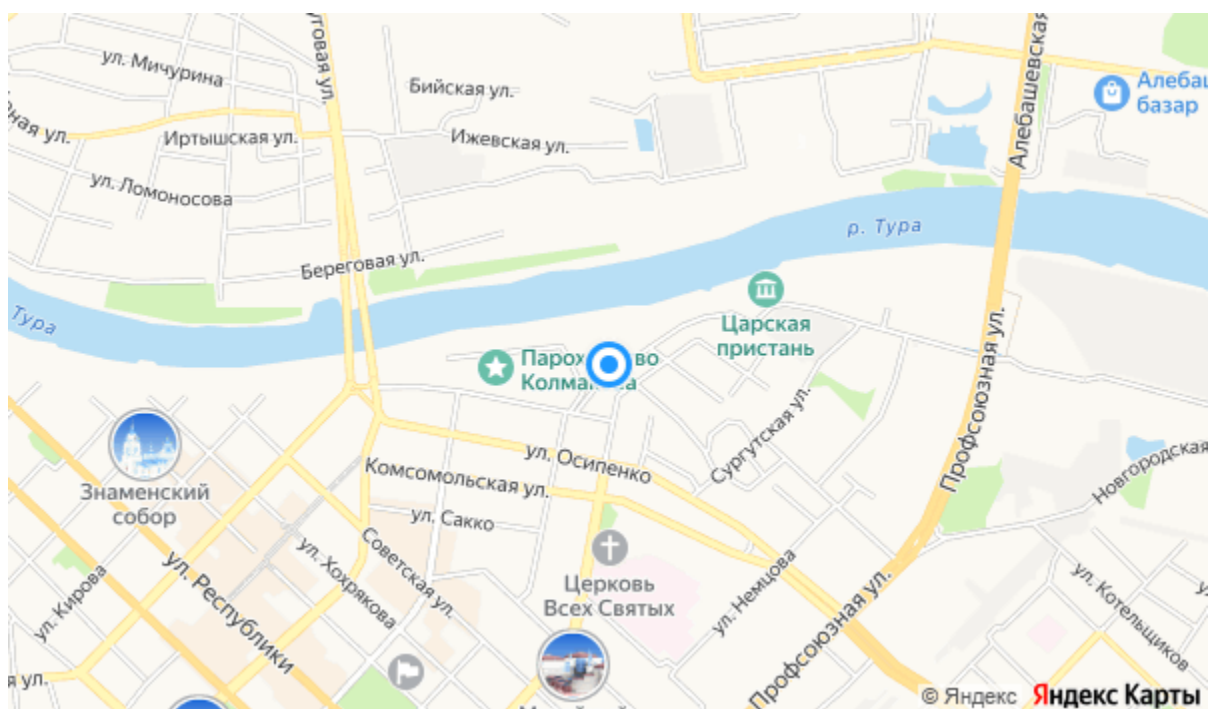 ул. Мичурина
Бийская ул.
Иртышская ул.
Ижевская ул.
базар
Алебашевская
ул. Ломоносова
р. Тура
Береговая ул.
Тура
Царская
пристань
Колмакова
ул. Осипенко
Сургутская ул.
Профсоюзная ул.
Комсомольская ул.
Новгородская
Знаменский
собор
ул. Сакко
Советская ул.
ул. Хохрякова
Церковь
Всех Святых
ул. Немцова
ул. Республики
ул. Кирова
ул. Котельщиков
Профсоюзная ул.
© Яндекс Яндекс Карты